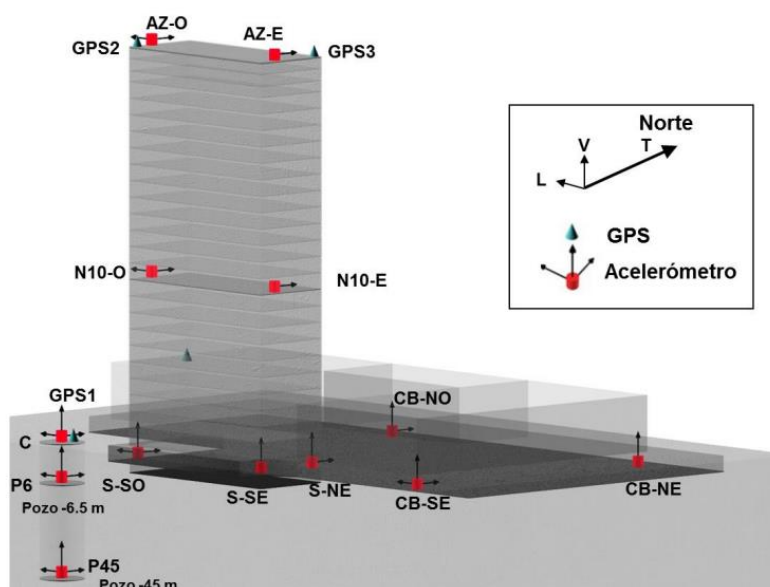 AZ-O
GPS2
AZ-E
GPS3
Norte
V
T
L
GPS
Acelerómetro
N10-O
N10-E
GPS1
CB-NO
C
P6
Pozo -6.5 m
S-SO
S-SE
S-NE
CB-SE
CB-NE
P45
Pozo -45 m